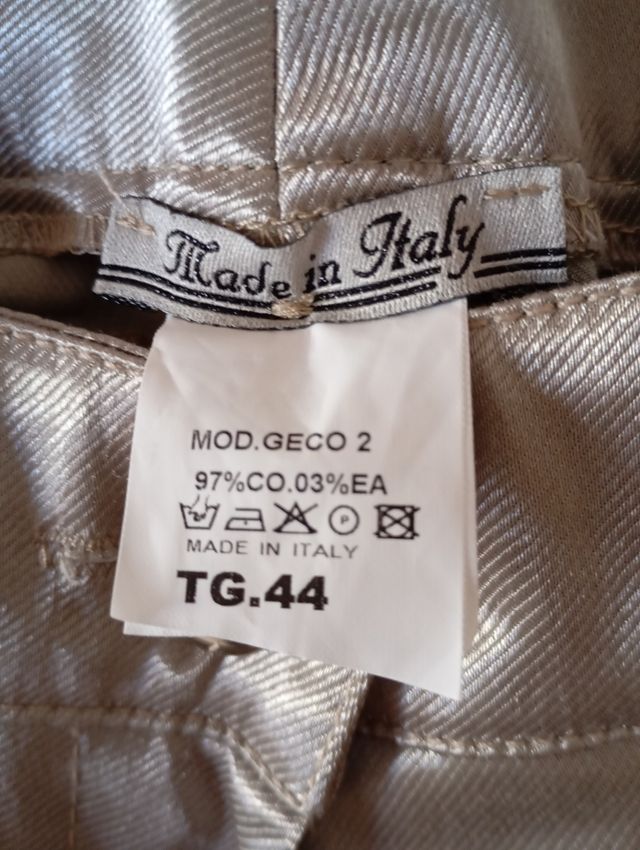 Made in Italy
MOD.GECO 2
97%CO.03%EA
MADE IN ITALY
TG.44